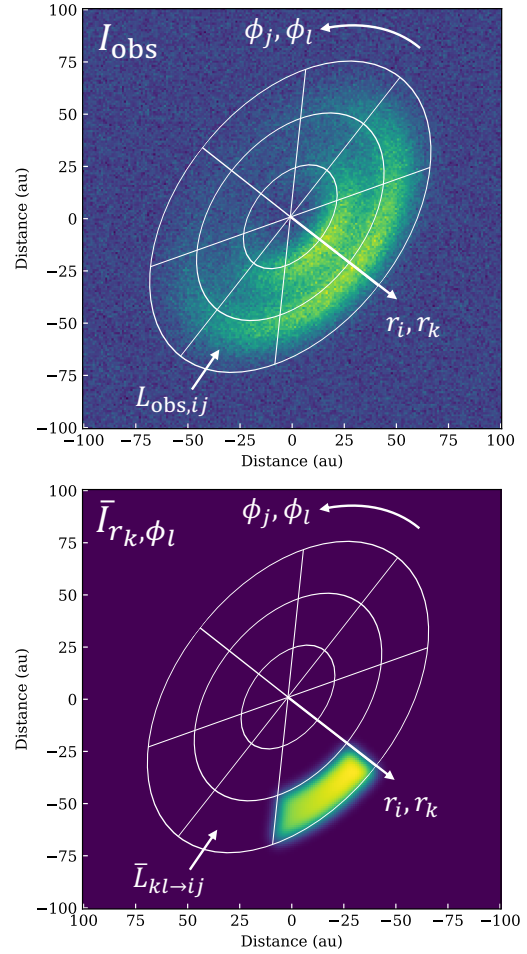 100
75
50
25
0
−25
−50
−75
−100
Distance (au)
I_obs
ϕ_j, ϕ_l
r_i, r_k
L_obs,ij
−100 −75 −50 −25 0 25 50 75 100
Distance (au)
100
75
50
25
0
−25
−50
−75
−100
Distance (au)
Ī_{r_k,ϕ_l}
ϕ_j, ϕ_l
r_i, r_k
L̄_{kl→ij}
100 75 50 25 0 −25 −50 −75 −100
Distance (au)